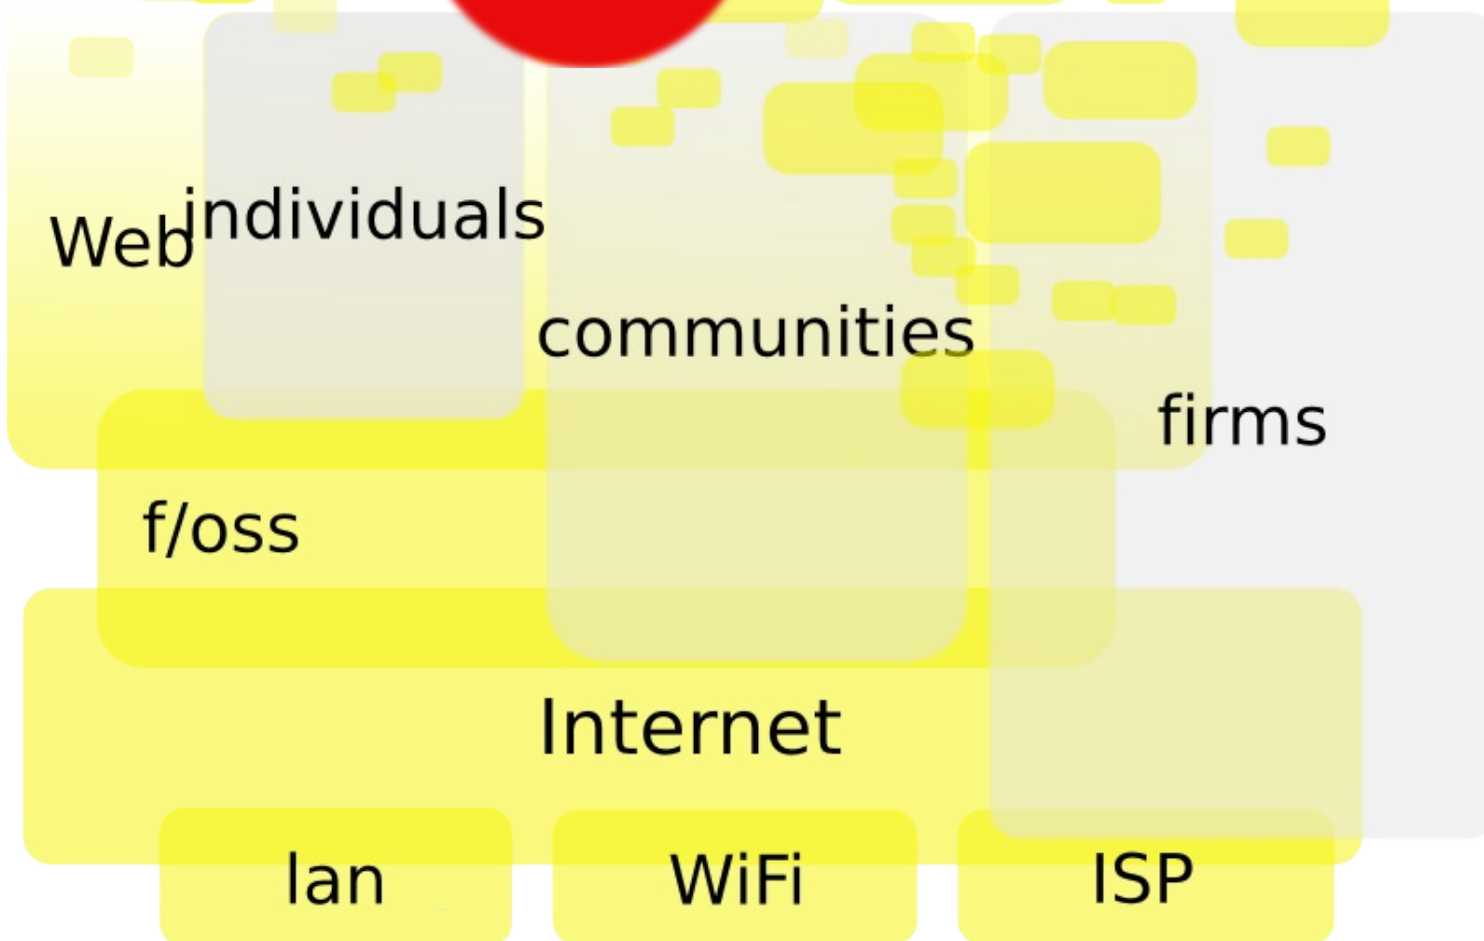 individuals
Web
communities
firms
f/oss
Internet
lan
WiFi
ISP